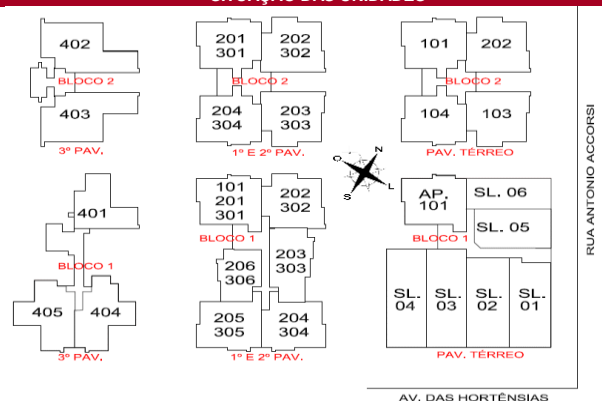 SITUAÇÃO DAS UNIDADES
402
BLOCO 2
403
3º PAV.
201
301
202
302
BLOCO 2
204
304
203
303
1º E 2º PAV.
101
202
BLOCO 2
104
103
PAV. TÉRREO
O
N
S
L
RUA ANTONIO ACCORSI
401
BLOCO 1
405
404
3º PAV.
101
201
301
202
302
BLOCO 1
203
303
206
306
205
305
204
304
1º E 2º PAV.
AP.
101
SL. 06
SL. 05
BLOCO 1
SL.
04
SL.
03
SL.
02
SL.
01
PAV. TÉRREO
AV. DAS HORTÊNSIAS